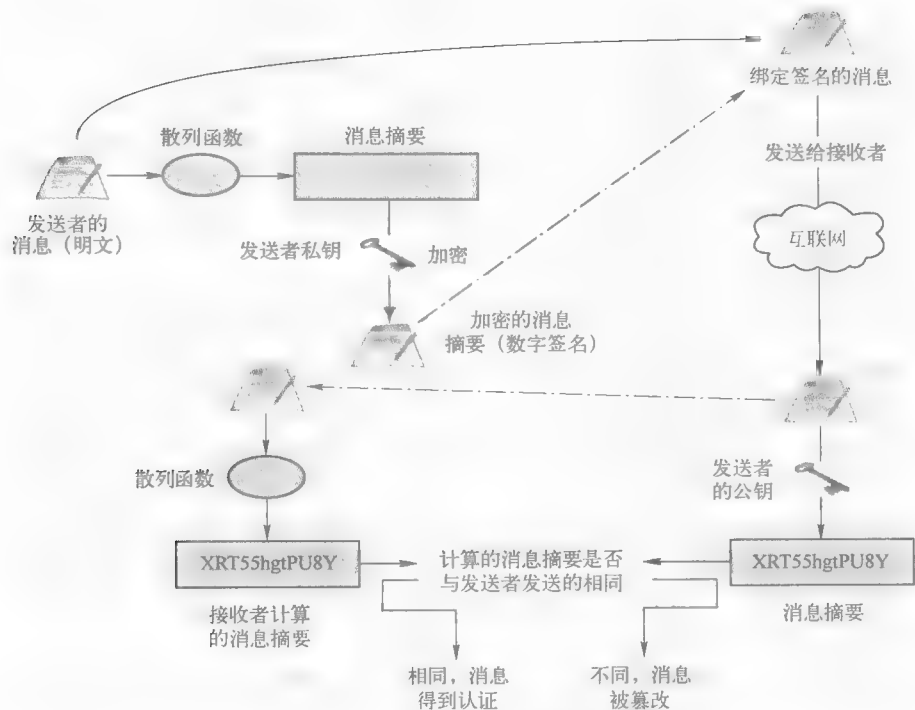 绑定签名的消息
散列函数
消息摘要
发送给接收者
发送者的
消息（明文）
发送者私钥
加密
互联网
加密的消息
摘要（数字签名）
散列函数
发送者
的公钥
XRT55hgtPU8Y
计算的消息摘要是否
与发送者发送的相同
XRT55hgtPU8Y
接收者计算
的消息摘要
消息摘要
相同，消息
得到认证
不同，消息
被篡改